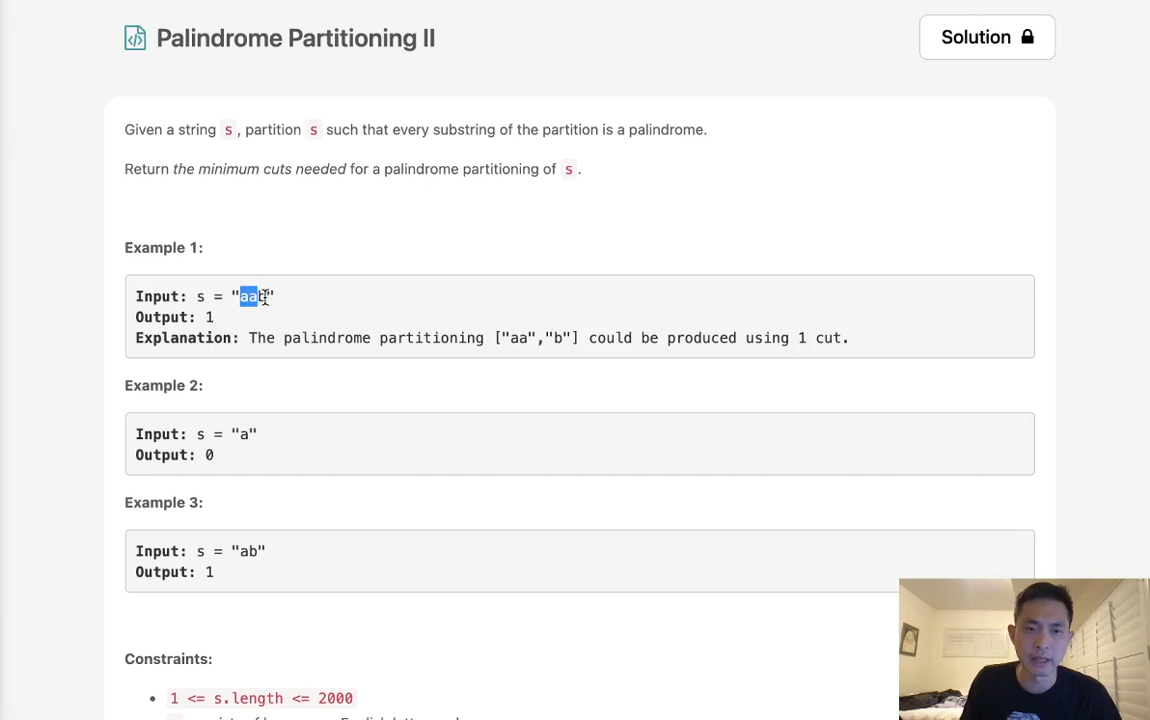 Palindrome Partitioning II
Solution
Given a string s, partition s such that every substring of the partition is a palindrome.
Return the minimum cuts needed for a palindrome partitioning of s.
Example 1:
Input: s = "aab"
Output: 1
Explanation: The palindrome partitioning ["aa","b"] could be produced using 1 cut.
Example 2:
Input: s = "a"
Output: 0
Example 3:
Input: s = "ab"
Output: 1
Constraints:
1 <= s.length <= 2000